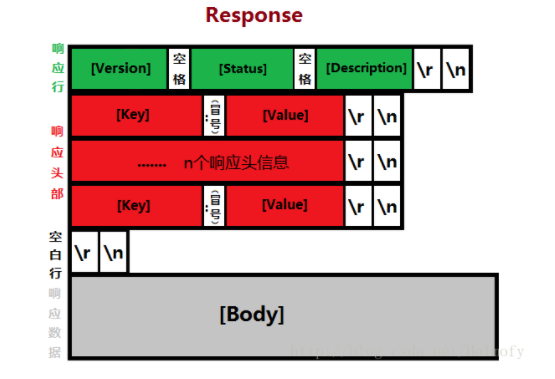 Response
响应行
[Version] 空格 [Status] 空格 [Description] \r \n
响应头部
[Key] :(冒号) [Value] \r \n
....... n个响应头信息 \r \n
[Key] :(冒号) [Value] \r \n
空白行
\r \n
响应数据
[Body]